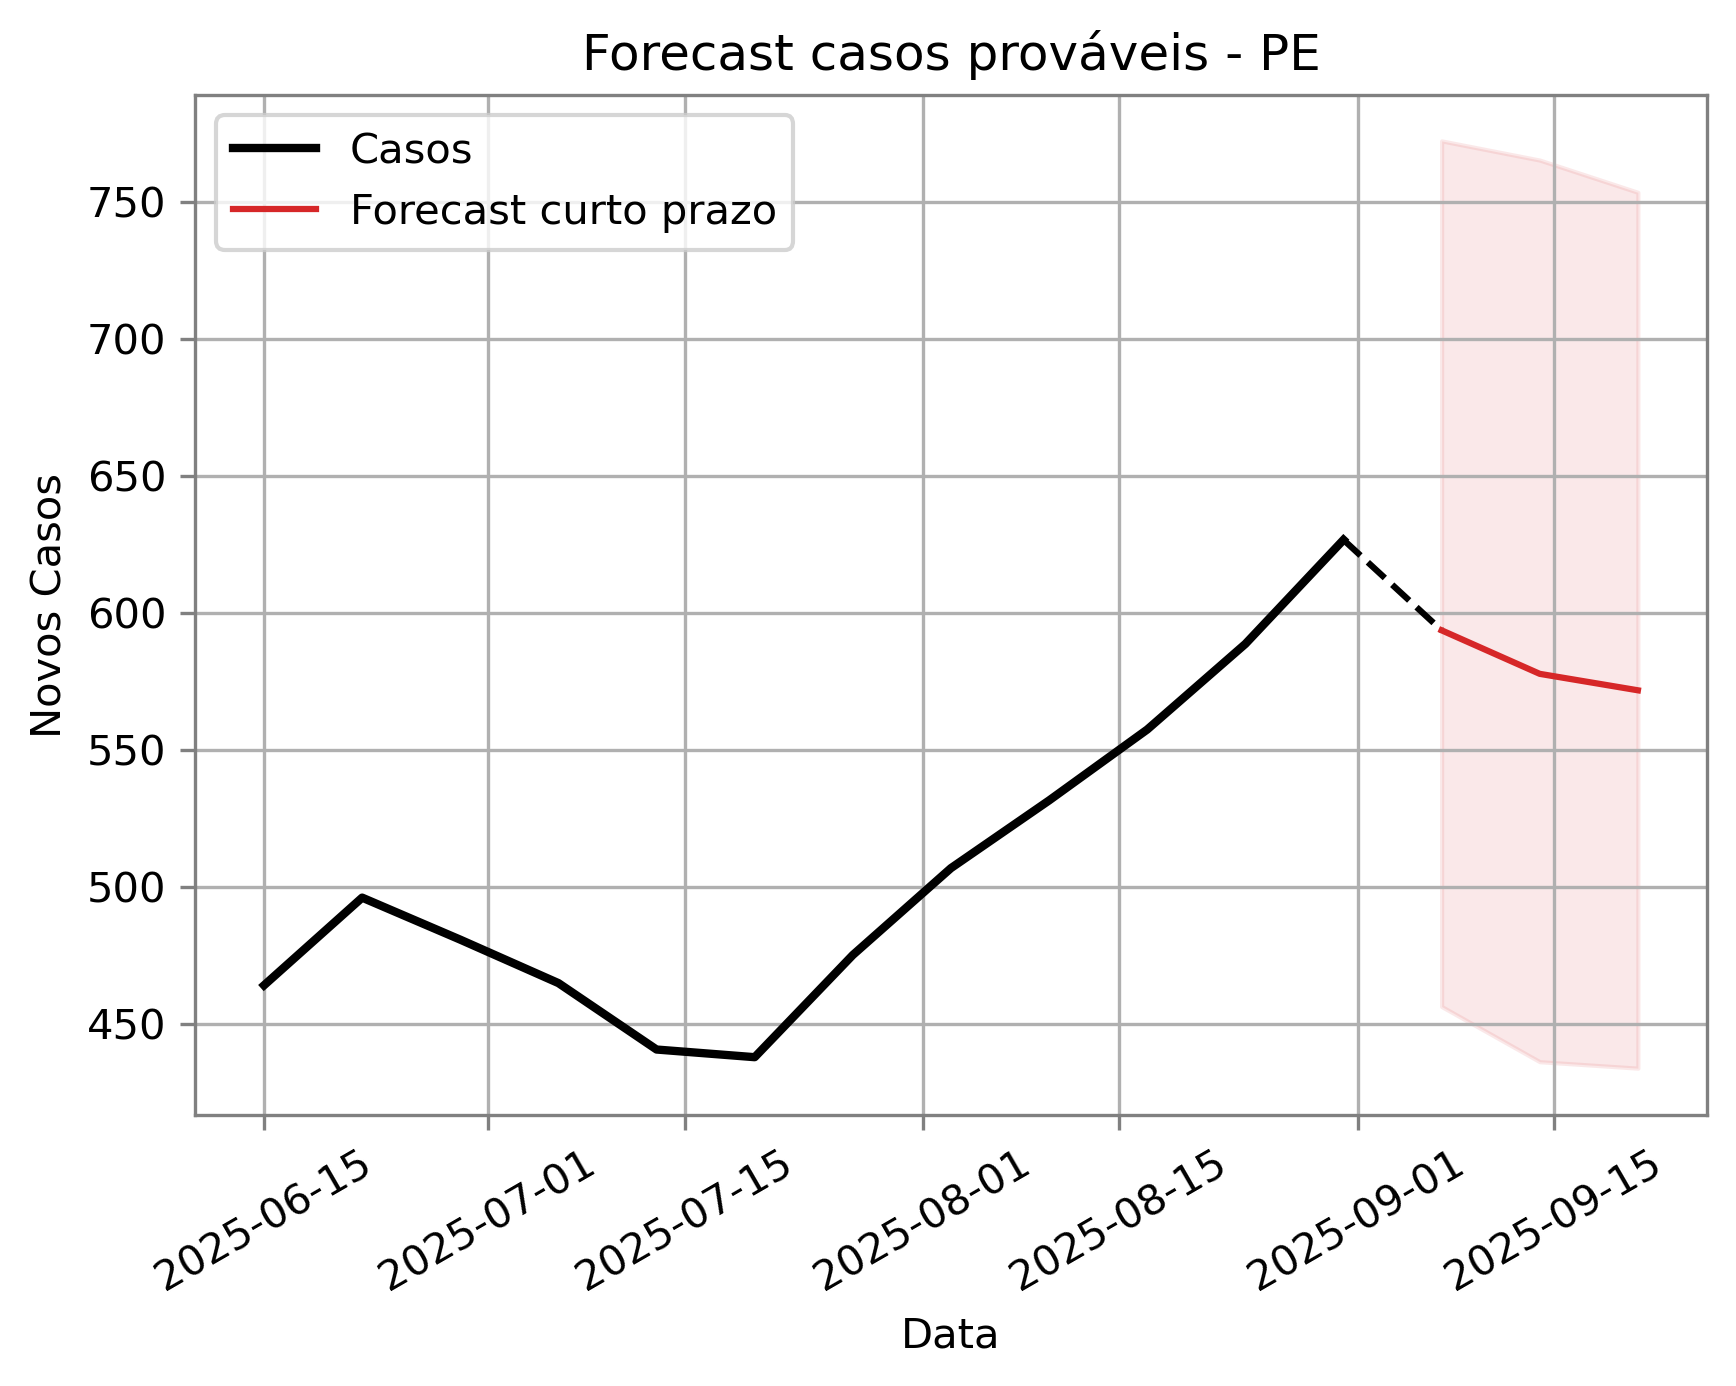 Forecast casos prováveis - PE
Casos
Forecast curto prazo
Novos Casos
750
700
650
600
550
500
450
2025-06-15
2025-07-01
2025-07-15
2025-08-01
2025-08-15
2025-09-01
2025-09-15
Data